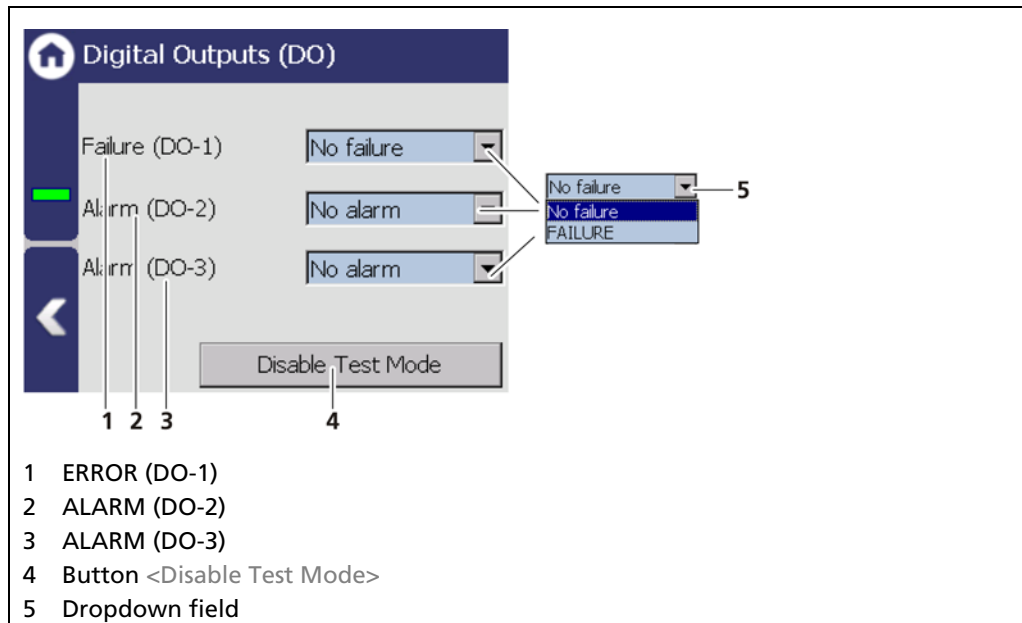 Digital Outputs (DO)
Failure (DO-1) No failure
No failure 5
No failure
Alarm (DO-2) No alarm
FAILURE
Alarm (DO-3) No alarm
Disable Test Mode
1 2 3 4
1 ERROR (DO-1)
2 ALARM (DO-2)
3 ALARM (DO-3)
4 Button <Disable Test Mode>
5 Dropdown field